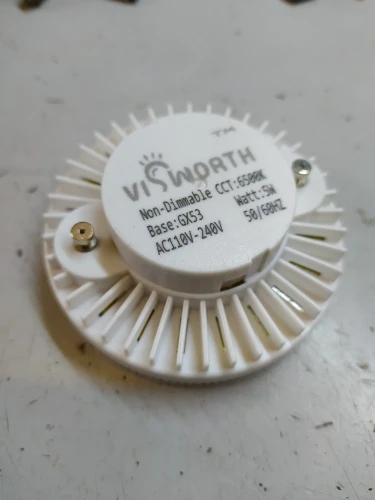 TM
VISWORTH
Non-Dimmable CCT:6500K
Base:GX53 Watt:5W
AC110V-240V 50/60HZ